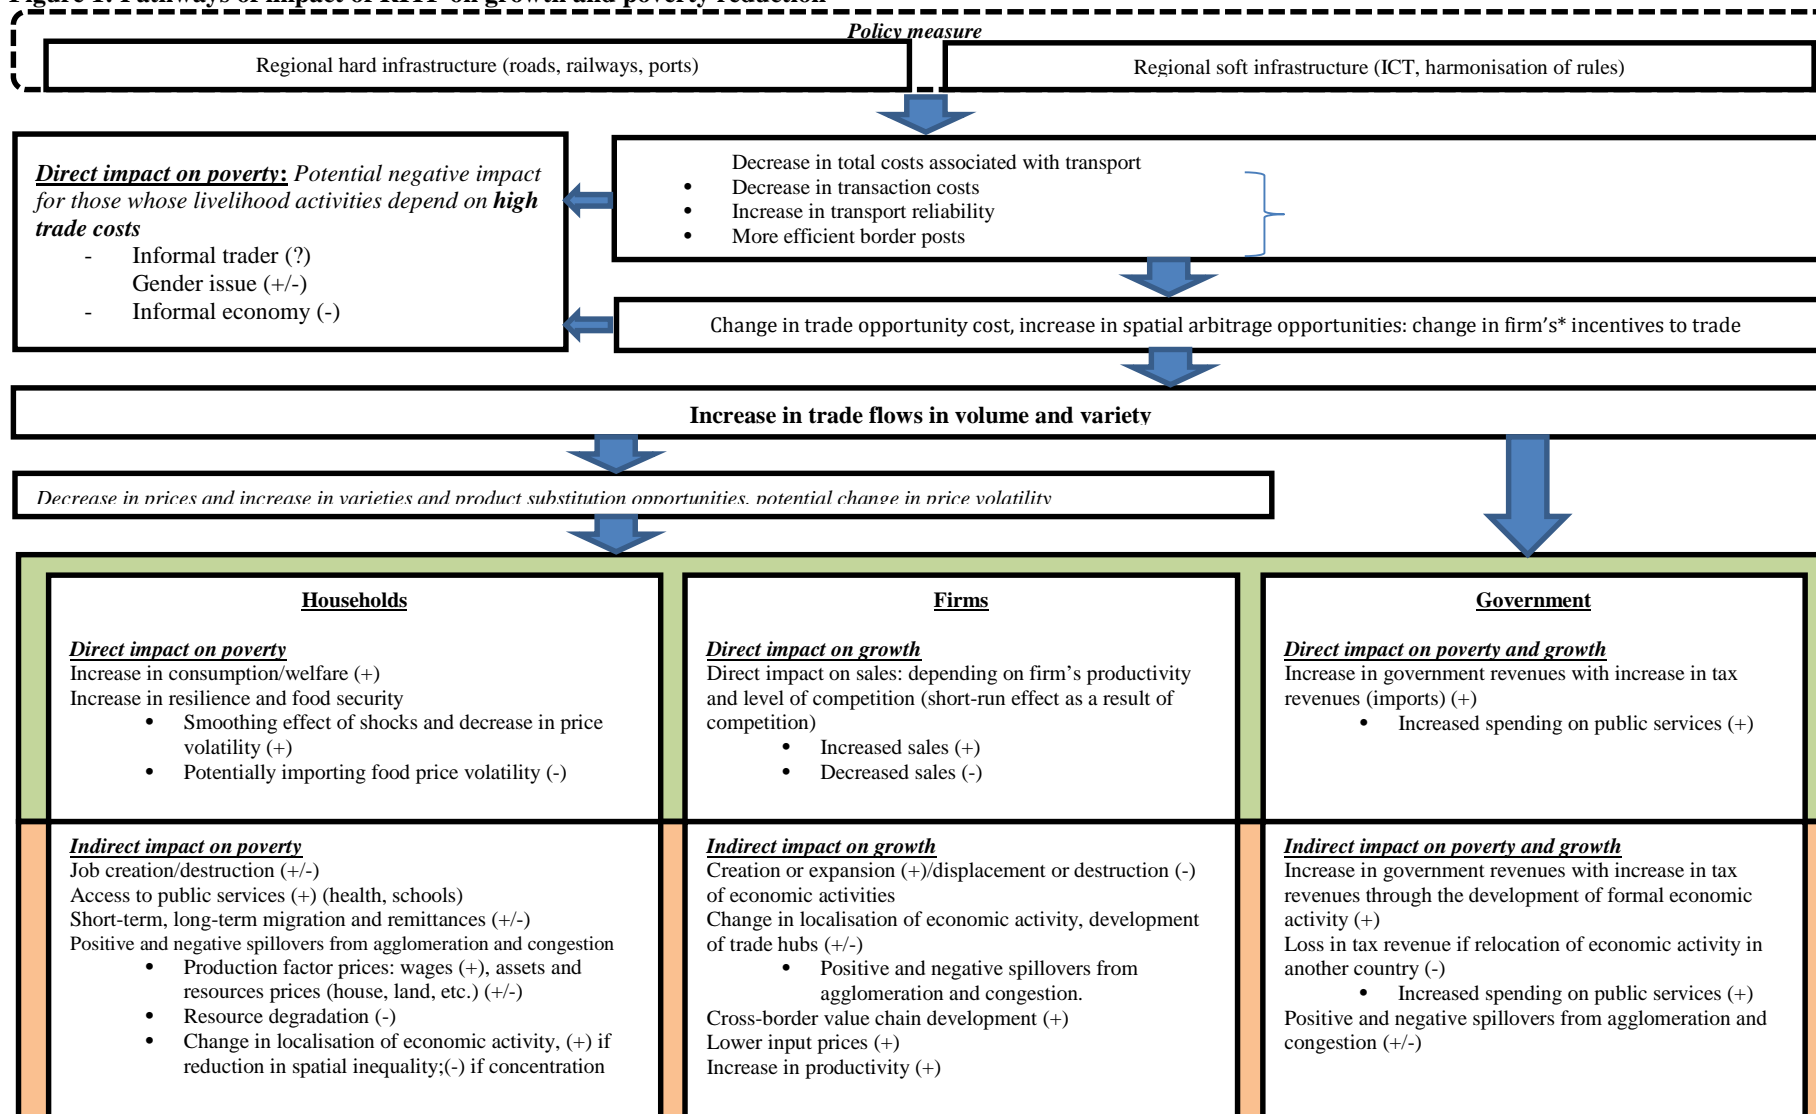 Figure 1: Pathways of impact of RITI on growth and poverty reduction
Policy measure
Regional hard infrastructure (roads, railways, ports)
Regional soft infrastructure (ICT, harmonisation of rules)
Direct impact on poverty: Potential negative impact
for those whose livelihood activities depend on high
trade costs
- Informal trader (?)
Gender issue (+/-)
- Informal economy (-)
Decrease in total costs associated with transport
• Decrease in transaction costs
• Increase in transport reliability
• More efficient border posts
Change in trade opportunity cost, increase in spatial arbitrage opportunities: change in firm's* incentives to trade
Increase in trade flows in volume and variety
Decrease in prices and increase in varieties and product substitution opportunities, potential change in price volatility
Households
Direct impact on poverty
Increase in consumption/welfare (+)
Increase in resilience and food security
• Smoothing effect of shocks and decrease in price
volatility (+)
• Potentially importing food price volatility (-)
Indirect impact on poverty
Job creation/destruction (+/-)
Access to public services (+) (health, schools)
Short-term, long-term migration and remittances (+/-)
Positive and negative spillovers from agglomeration and congestion
• Production factor prices: wages (+), assets and
resources prices (house, land, etc.) (+/-)
• Resource degradation (-)
• Change in localisation of economic activity, (+) if
reduction in spatial inequality;(-) if concentration
Firms
Direct impact on growth
Direct impact on sales: depending on firm's productivity
and level of competition (short-run effect as a result of
competition)
• Increased sales (+)
• Decreased sales (-)
Indirect impact on growth
Creation or expansion (+)/displacement or destruction (-)
of economic activities
Change in localisation of economic activity, development
of trade hubs (+/-)
• Positive and negative spillovers from
agglomeration and congestion.
Cross-border value chain development (+)
Lower input prices (+)
Increase in productivity (+)
Government
Direct impact on poverty and growth
Increase in government revenues with increase in tax
revenues (imports) (+)
• Increased spending on public services (+)
Indirect impact on poverty and growth
Increase in government revenues with increase in tax
revenues through the development of formal economic
activity (+)
Loss in tax revenue if relocation of economic activity in
another country (-)
• Increased spending on public services (+)
Positive and negative spillovers from agglomeration and
congestion (+/-)